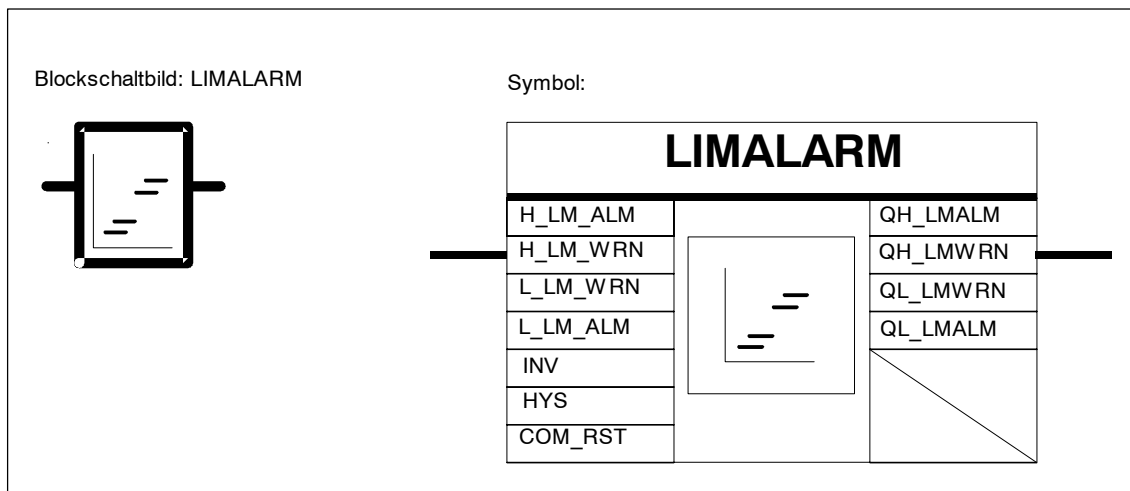 Blockschaltbild: LIMALARM
Symbol:
LIMALARM
H_LM_ALM
H_LM_WRN
L_LM_WRN
L_LM_ALM
INV
HYS
COM_RST
QH_LMALM
QH_LMWRN
QL_LMWRN
QL_LMALM